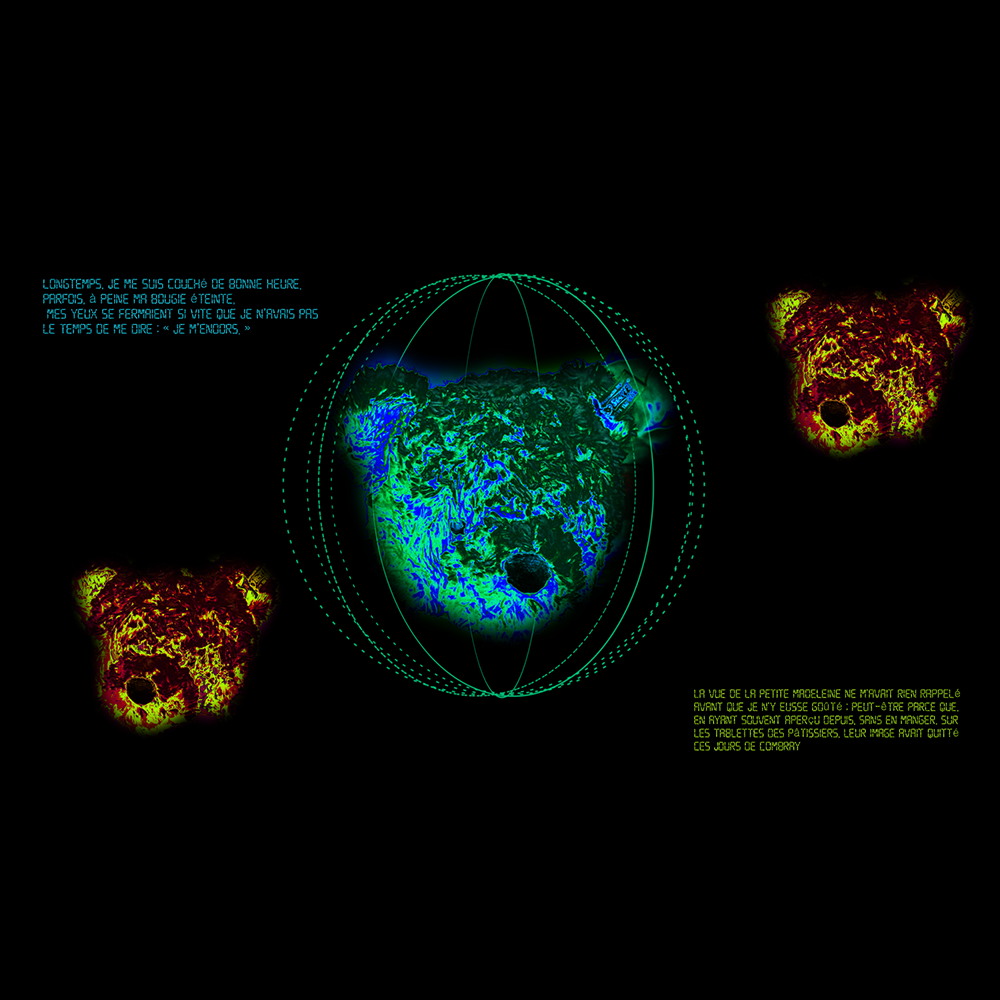 LONGTEMPS, JE ME SUIS COUCHé DE BONNE HEURE.
PARFOIS, à PEINE MA BOUGIE éTEINTE,
MES YEUX SE FERMAIENT SI VITE QUE JE N'AVAIS PAS
LE TEMPS DE ME DIRE : « JE M'ENDORS. »
LA VUE DE LA PETITE MADELEINE NE M'AVAIT RIEN RAPPELé
AVANT QUE JE N'Y EUSSE GOûTé ; PEUT-êTRE PARCE QUE,
EN AYANT SOUVENT APERçU DEPUIS, SANS EN MANGER, SUR
LES TABLETTES DES PâTISSIERS, LEUR IMAGE AVAIT QUITTé
CES JOURS DE COMBRAY